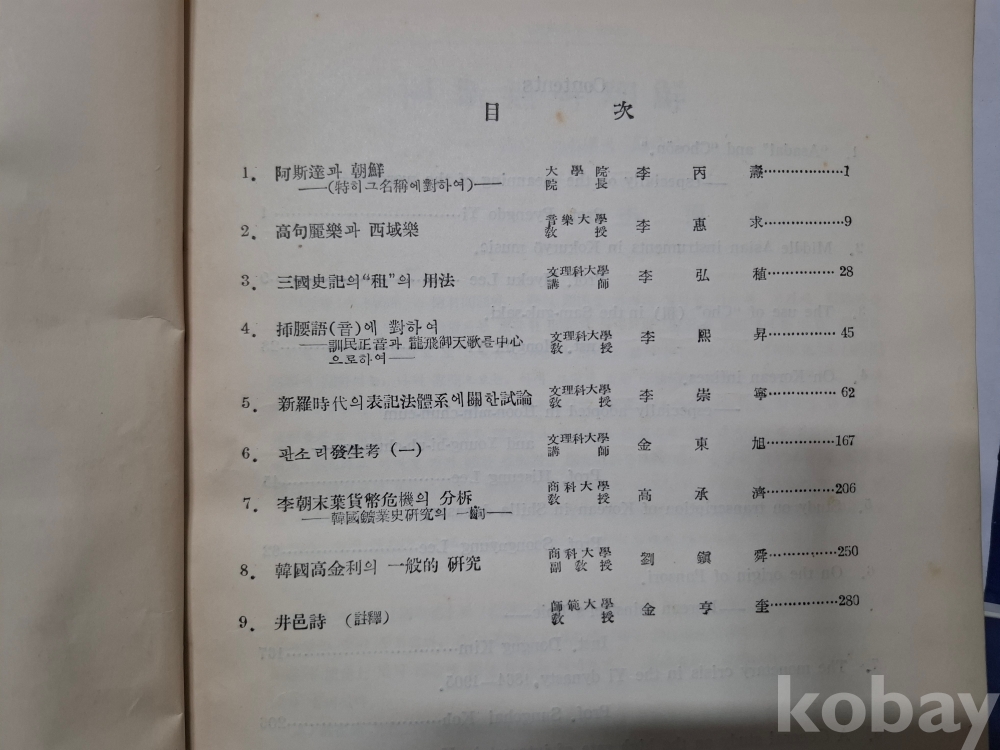 目 次
1. 阿斯達과 朝鮮 大學院 院長 李丙燾 1
——(特히그名稱에對하여)——
2. 高句麗樂과 西域樂 音樂大學 教授 李惠求 9
3. 三國史記의“租”의 用法 文理科大學 講師 李弘稙 28
4. 揷腰語(音)에 對하여 文理科大學 教授 李熙昇 45
——訓民正音과 龍飛御天歌를中心
으로하여——
5. 新羅時代의表記法體系에關한試論 文理科大學 教授 李崇寧 62
6. 판소리發生考 (一) 文理科大學 講師 金東旭 167
7. 李朝末葉貨幣危機의 分析 商科大學 教授 高承濟 206
——韓國鑛業史硏究의 一齣——
8. 韓國高金利의 一般的 硏究 商科大學 副教授 劉鎭舜 250
9. 井邑詩 (註釋) 師範大學 教授 金亨奎 280
Contents
kobay